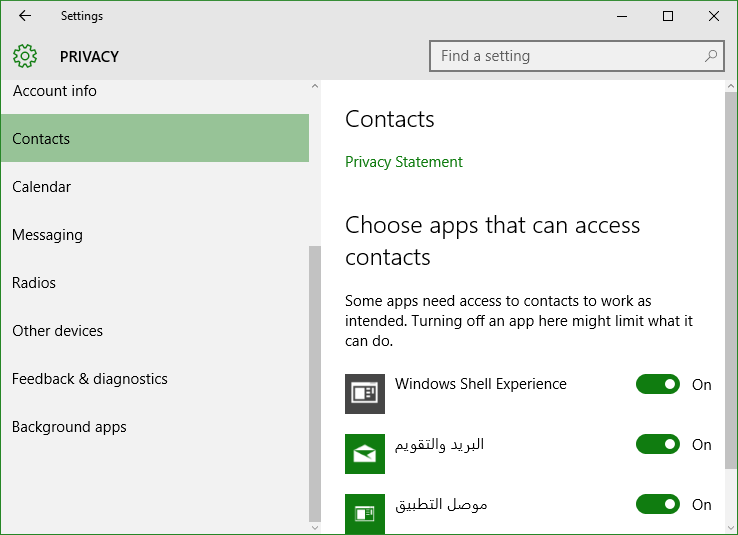 Settings
PRIVACY
Find a setting
Account info
Contacts
Calendar
Messaging
Radios
Other devices
Feedback & diagnostics
Background apps
Contacts
Privacy Statement
Choose apps that can access
contacts
Some apps need access to contacts to work as
intended. Turning off an app here might limit what it
can do.
Windows Shell Experience
On
البريد والتقويم
On
موصل التطبيق
On